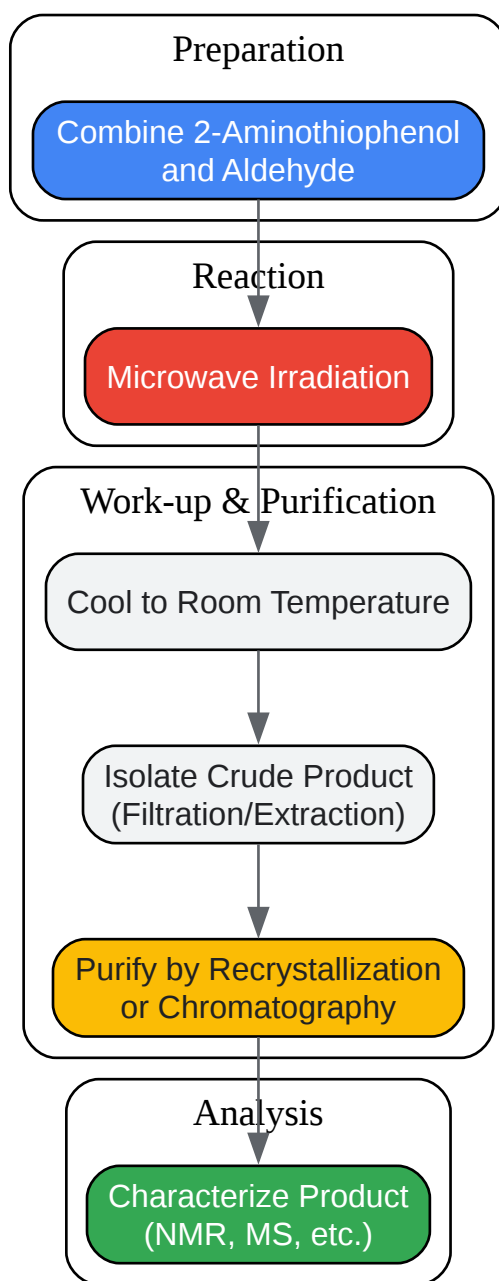 Preparation
Combine 2-Aminothiophenol
and Aldehyde
Reaction
Microwave Irradiation
Work-up & Purification
Cool to Room Temperature
Isolate Crude Product
(Filtration/Extraction)
Purify by Recrystallization
or Chromatography
Analysis
Characterize Product
(NMR, MS, etc.)